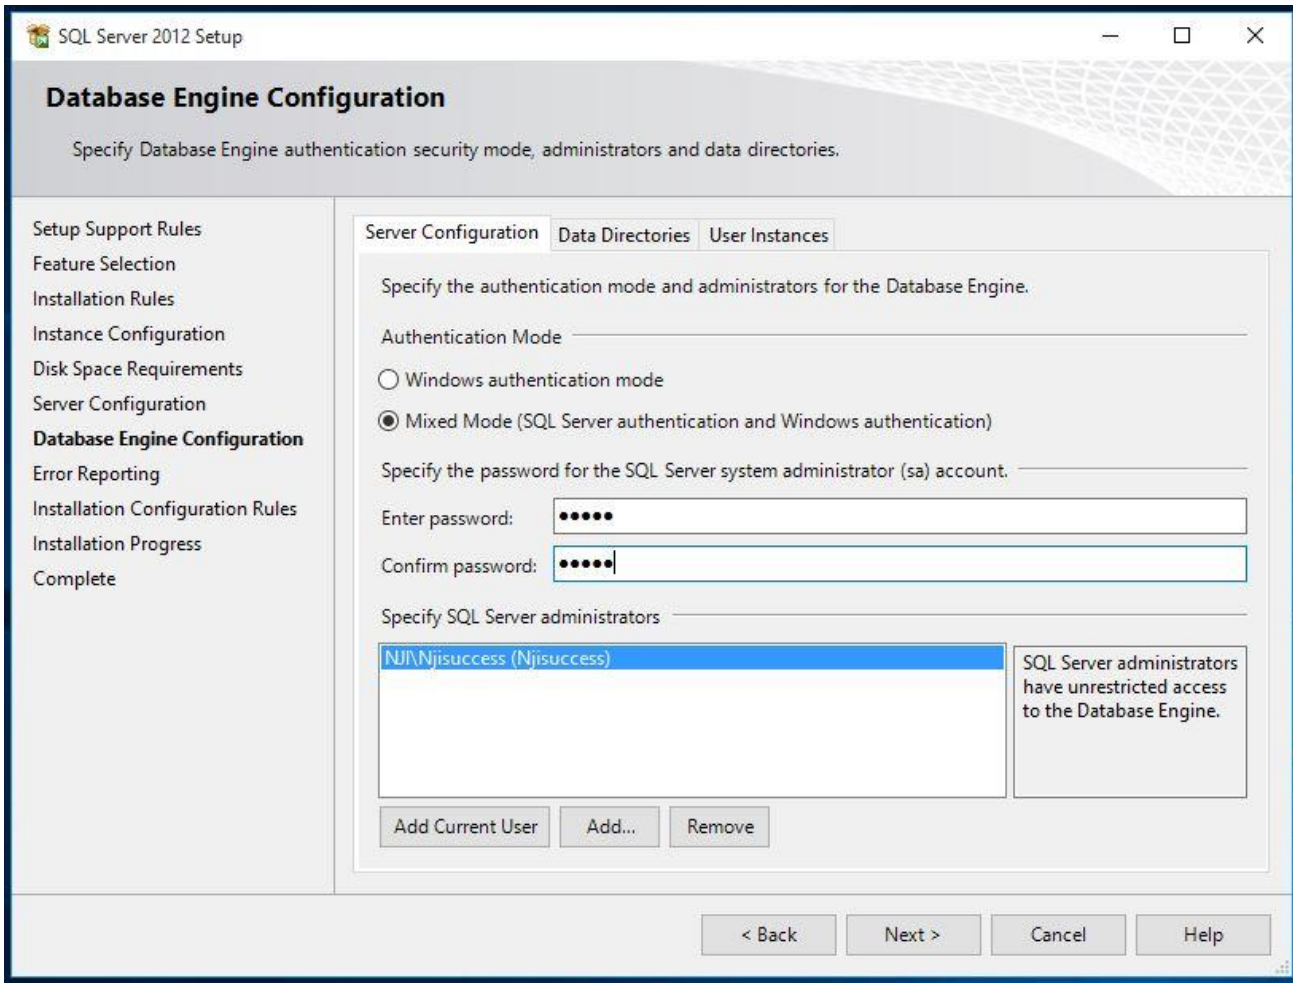 SQL Server 2012 Setup
Database Engine Configuration
Specify Database Engine authentication security mode, administrators and data directories.
Setup Support Rules
Feature Selection
Installation Rules
Instance Configuration
Disk Space Requirements
Server Configuration
Database Engine Configuration
Error Reporting
Installation Configuration Rules
Installation Progress
Complete
Server Configuration Data Directories User Instances
Specify the authentication mode and administrators for the Database Engine.
Authentication Mode
Windows authentication mode
Mixed Mode (SQL Server authentication and Windows authentication)
Specify the password for the SQL Server system administrator (sa) account.
Enter password: •••••
Confirm password: •••••
Specify SQL Server administrators
NJI\Njisuccess (Njisuccess)
SQL Server administrators
have unrestricted access
to the Database Engine.
Add Current User Add... Remove
< Back Next > Cancel Help